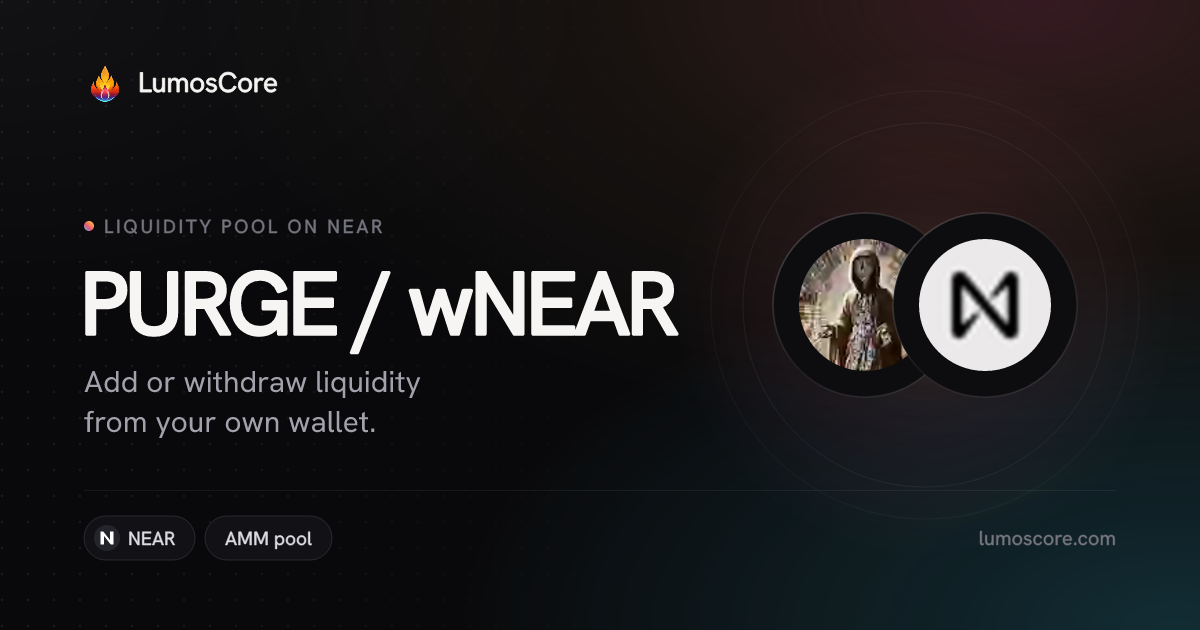 LumosCore
LIQUIDITY POOL ON NEAR
PURGE / wNEAR
Add or withdraw liquidity
from your own wallet.
NEAR
AMM pool
lumoscore.com